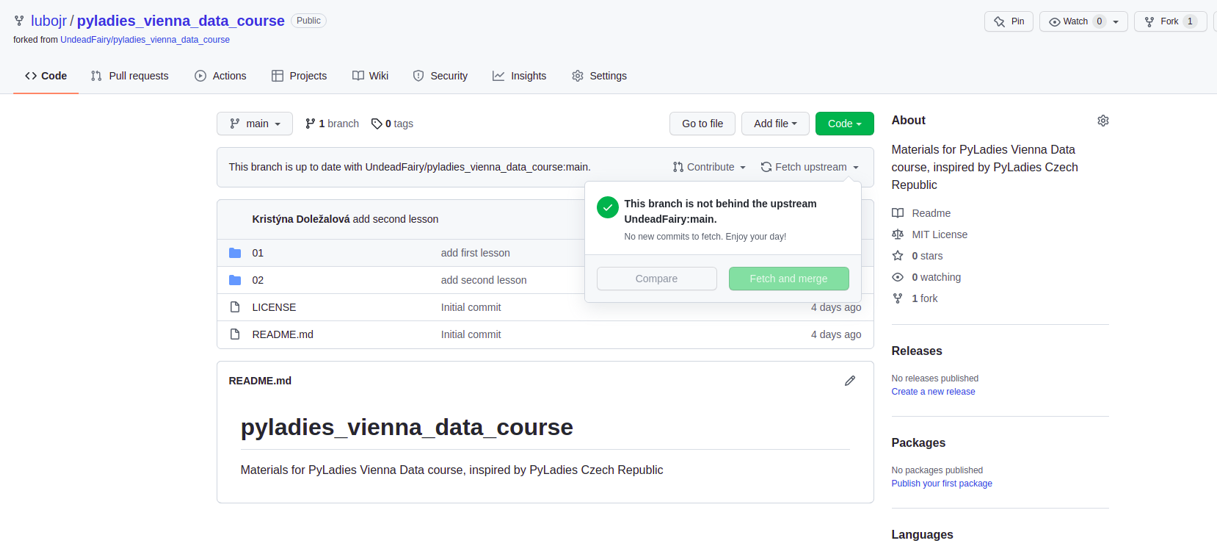 lubojr / pyladies_vienna_data_course Public
Pin
Watch 0
Fork 1
forked from UndeadFairy/pyladies_vienna_data_course
Code
Pull requests
Actions
Projects
Wiki
Security
Insights
Settings
main
1 branch
0 tags
Go to file
Add file
Code
This branch is up to date with UndeadFairy/pyladies_vienna_data_course:main.
Contribute
Fetch upstream
This branch is not behind the upstream
UndeadFairy:main.
No new commits to fetch. Enjoy your day!
Compare
Fetch and merge
Kristýna Doležalová add second lesson
01 add first lesson
02 add second lesson
LICENSE Initial commit 4 days ago
README.md Initial commit 4 days ago
README.md
pyladies_vienna_data_course
Materials for PyLadies Vienna Data course, inspired by PyLadies Czech Republic
About
Materials for PyLadies Vienna Data
course, inspired by PyLadies Czech
Republic
Readme
MIT License
0 stars
0 watching
1 fork
Releases
No releases published
Create a new release
Packages
No packages published
Publish your first package
Languages